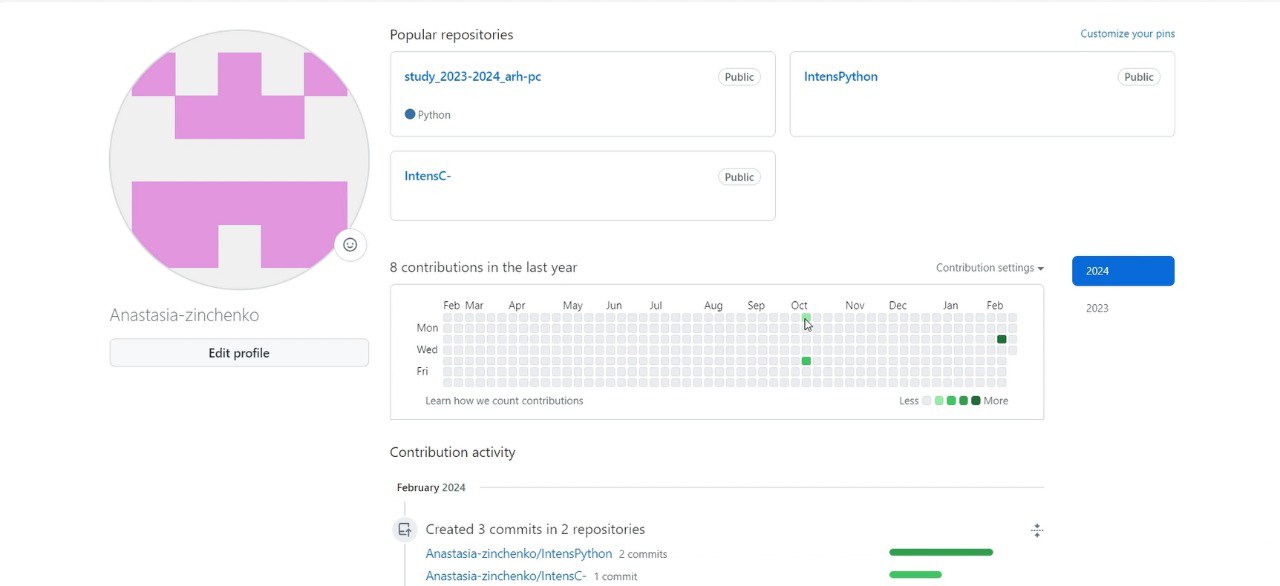 Popular repositories
Customize your pins
study_2023-2024_arh-pc
Public
Python
IntensPython
Public
IntensC-
Public
Anastasia-zinchenko
Edit profile
8 contributions in the last year
Contribution settings
2024
2023
Feb Mar Apr May Jun Jul Aug Sep Oct Nov Dec Jan Feb
Mon
Wed
Fri
Learn how we count contributions
Less More
Contribution activity
February 2024
Created 3 commits in 2 repositories
Anastasia-zinchenko/IntensPython 2 commits
Anastasia-zinchenko/IntensC- 1 commit